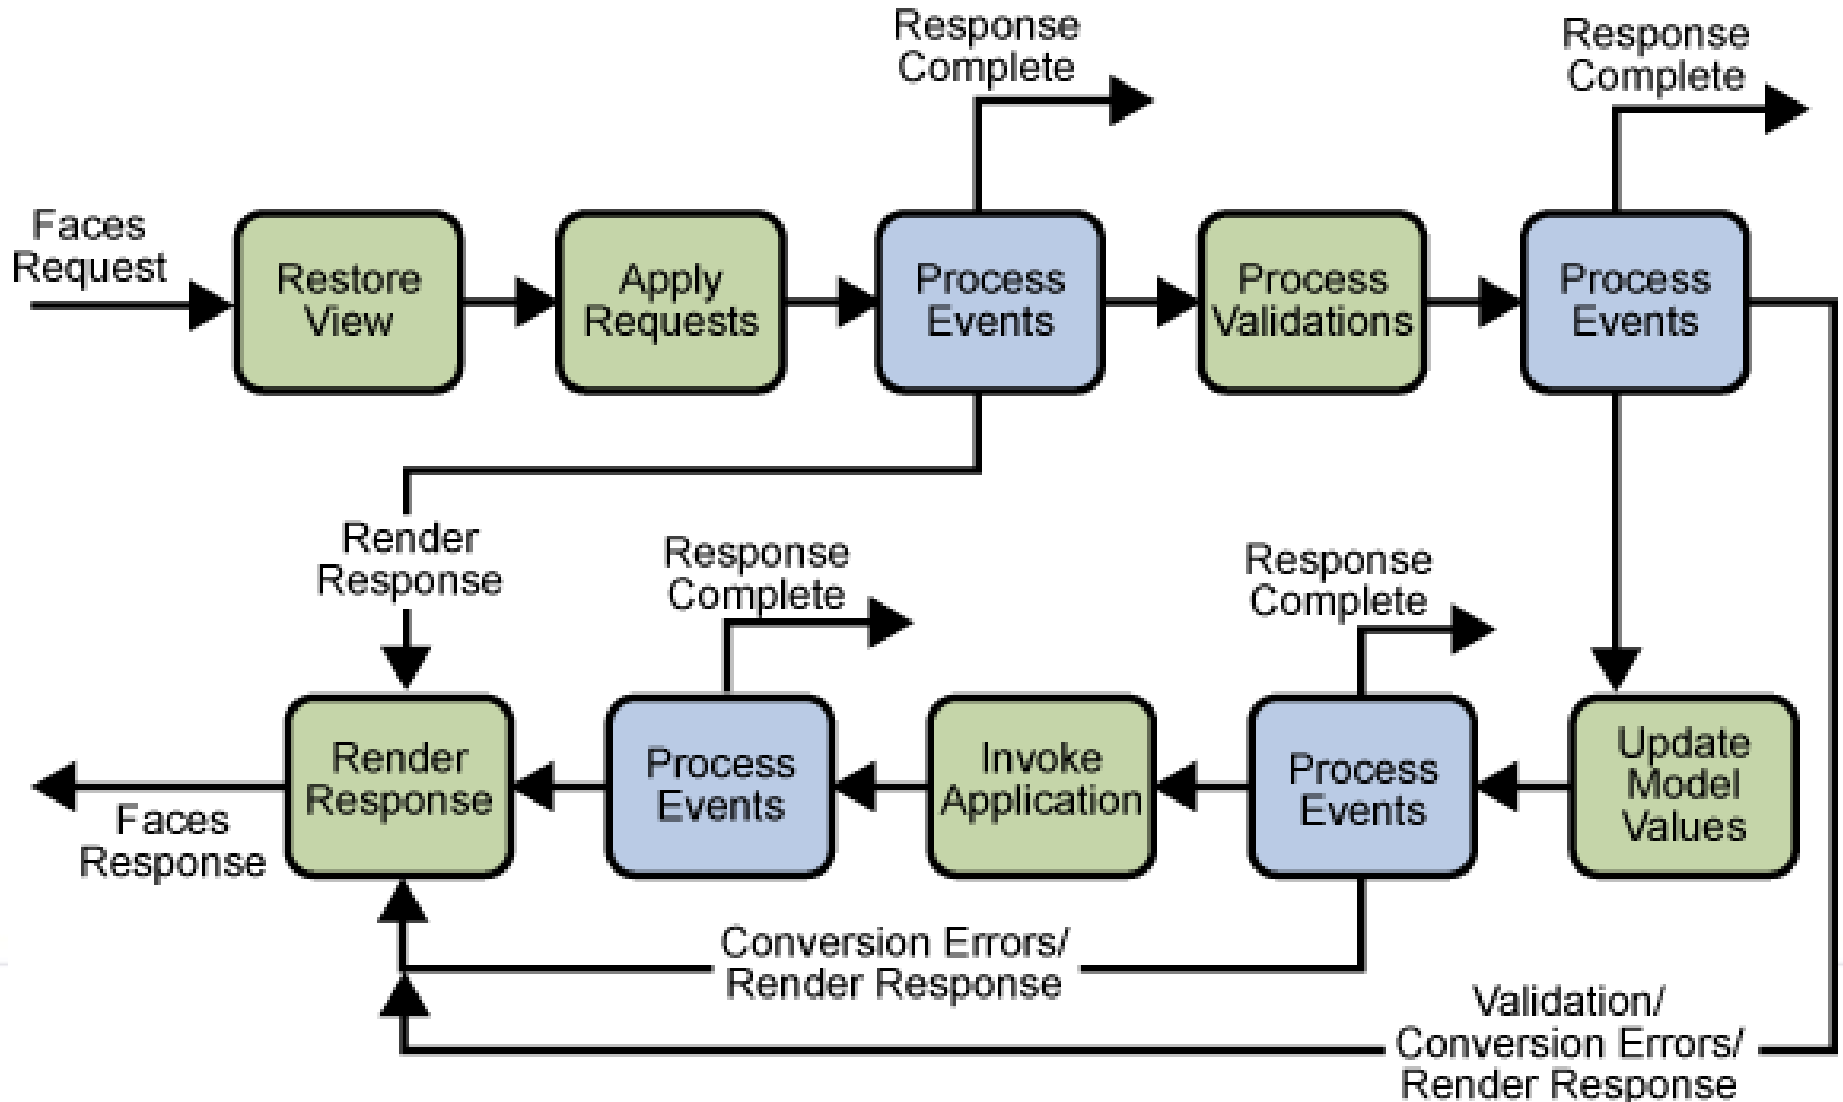 Response
Complete
Response
Complete
Faces
Request
Restore
View
Apply
Requests
Process
Events
Process
Validations
Process
Events
Render
Response
Response
Complete
Response
Complete
Render
Response
Process
Events
Invoke
Application
Process
Events
Update
Model
Values
Faces
Response
Conversion Errors/
Render Response
Validation/
Conversion Errors/
Render Response